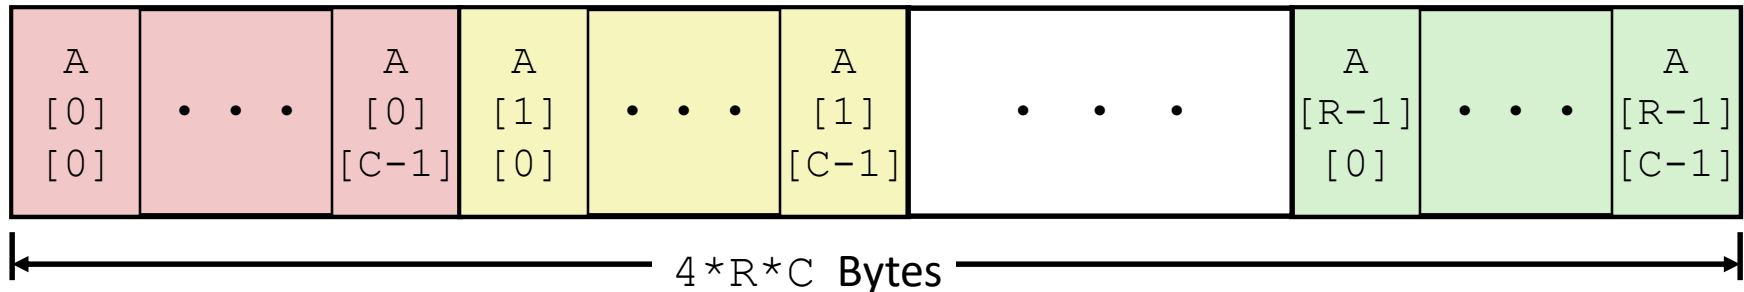 A
[0]
[0]
• • •
A
[0]
[C-1]
A
[1]
[0]
• • •
A
[1]
[C-1]
• • •
A
[R-1]
[0]
• • •
A
[R-1]
[C-1]
4*R*C Bytes